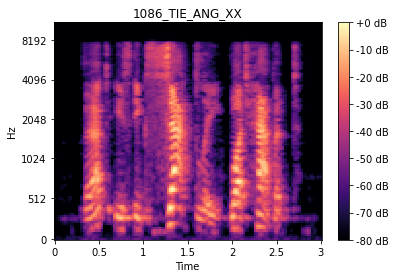 1086_TIE_ANG_XX
+0 dB
8192
-10 dB
4096
-20 dB
-30 dB
2048
Hz
-40 dB
1024
-50 dB
512
-60 dB
-70 dB
0
-80 dB
0 0.5 1 1.5 2 2.5 3
Time